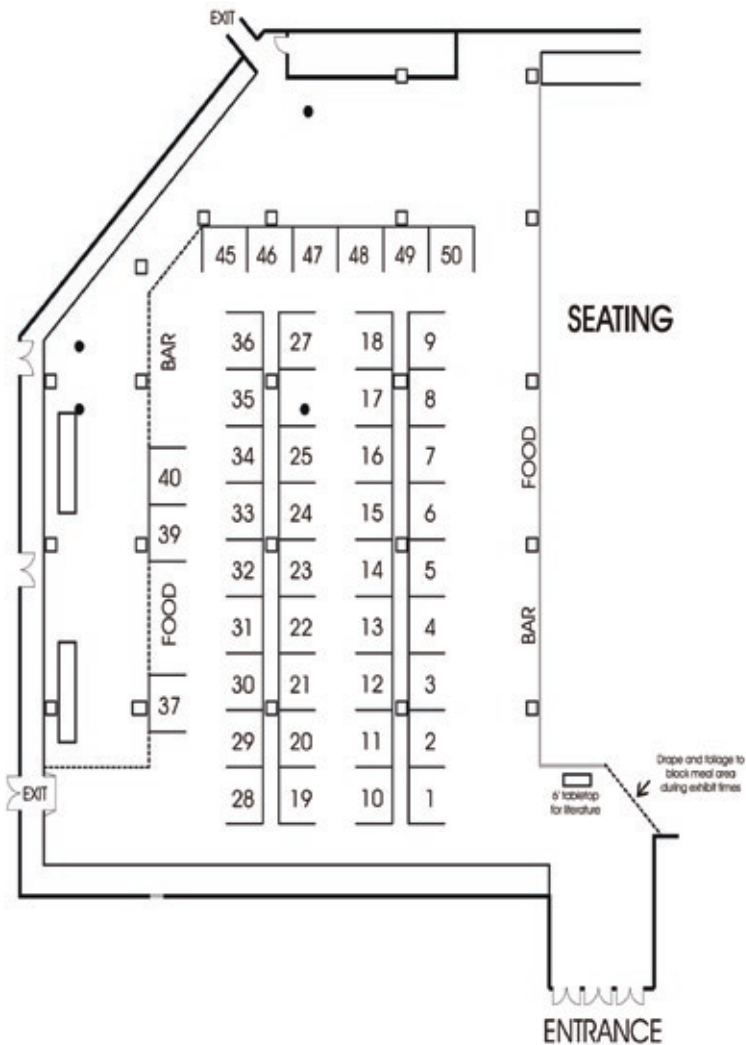 EXIT
45 46 47 48 49 50
SEATING
BAR
36 27 18 9
35 17 8
34 25 16 7
FOOD
40
33 24 15 6
39
32 23 14 5
FOOD
31 22 13 4
BAR
30 21 12 3
37
29 20 11 2
Drape and foliage to
block meal area
during exhibit times
EXIT
28 19 10 1
6' tabletop
for literature
ENTRANCE